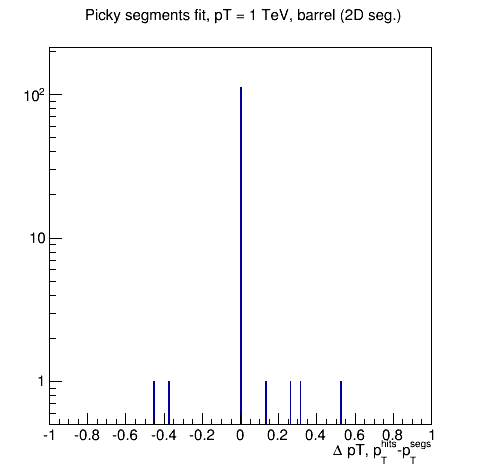 Picky segments fit, pT = 1 TeV, barrel (2D seg.)
10²
10
1
-1 -0.8 -0.6 -0.4 -0.2 0 0.2 0.4 0.6 0.8 1
Δ pT, p_T^hits-p_T^segs